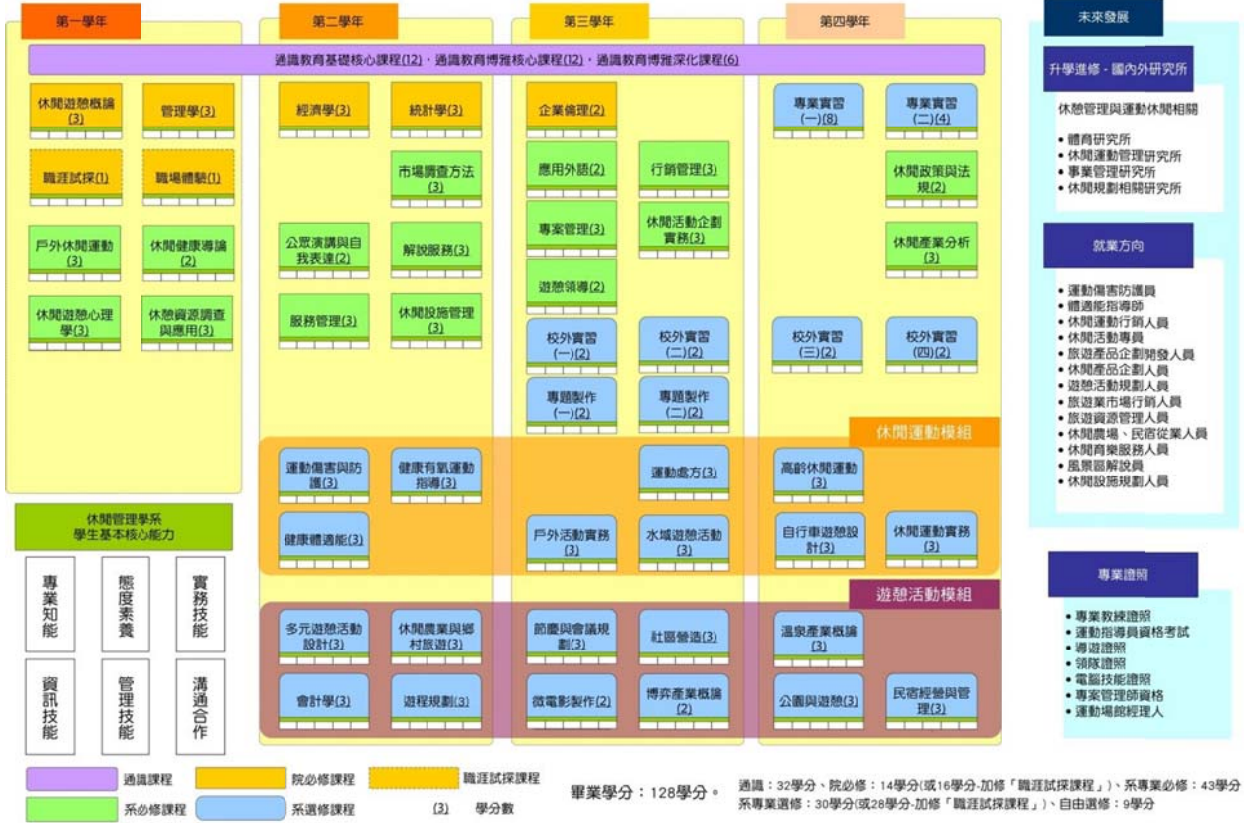 第一學年
第二學年
第三學年
第四學年
未來發展
通識教育基礎核心課程(12)，通識教育博雅核心課程(12)，通識教育博雅深化課程(6)
休閒遊憩概論
(3)
管理學(3)
職涯試探(1)
職場體驗(1)
戶外休閒運動
(3)
休閒健康導論
(2)
休閒遊憩心理
學(3)
休憩資源調查
與應用(3)
經濟學(3)
統計學(3)
市場調查方法
(3)
公眾演講與自
我表達(2)
解說服務(3)
服務管理(3)
休閒設施管理
(3)
企業倫理(2)
應用外語(2)
行銷管理(3)
專案管理(3)
休閒活動企劃
實務(3)
遊憩領導(2)
校外實習
(一)(2)
校外實習
(二)(2)
專題製作
(一)(2)
專題製作
(二)(2)
專業實習
(一)(8)
專業實習
(二)(4)
休閒政策與法
規(2)
休閒產業分析
(3)
校外實習
(三)(2)
校外實習
(四)(2)
休閒運動模組
運動傷害與防
護(3)
健康有氧運動
指導(3)
運動處方(3)
高齡休閒運動
(3)
健康體適能(3)
戶外活動實務
(3)
水域遊憩活動
(3)
自行車遊憩設
計(3)
休閒運動實務
(3)
遊憩活動模組
多元遊憩活動
設計(3)
休閒農業與鄉
村旅遊(3)
節慶與會議規
劃(3)
社區營造(3)
溫泉產業概論
(3)
會計學(3)
遊程規劃(3)
微電影製作(2)
博弈產業概論
(2)
公園與遊憩(3)
民宿經營與管
理(3)
休閒管理學系
學生基本核心能力
專業知能
態度素養
實務技能
資訊技能
管理技能
溝通合作
升學進修 - 國內外研究所
休憩管理與運動休閒相關
• 體育研究所
• 休閒運動管理研究所
• 事業管理研究所
• 休閒規劃相關研究所
就業方向
• 運動傷害防護員
• 體適能指導師
• 休閒運動行銷人員
• 休閒活動專員
• 旅遊產品企劃開發人員
• 休閒產品企劃人員
• 遊憩活動規劃人員
• 旅遊業市場行銷人員
• 旅遊資源管理人員
• 休閒農場、民宿從業人員
• 休閒育樂服務人員
• 風景區解說員
• 休閒設施規劃人員
專業證照
• 專業教練證照
• 運動指導員資格考試
• 導遊證照
• 領隊證照
• 電腦技能證照
• 專案管理師資格
• 運動場館經理人
通識課程
院必修課程
職涯試探課程
系必修課程
系選修課程
(3) 學分數
畢業學分：128學分。
通識：32學分、院必修：14學分(或16學分-加修「職涯試探課程」)、系專業必修：43學分
系專業選修：30學分(或28學分-加修「職涯試探課程」)、自由選修：9學分